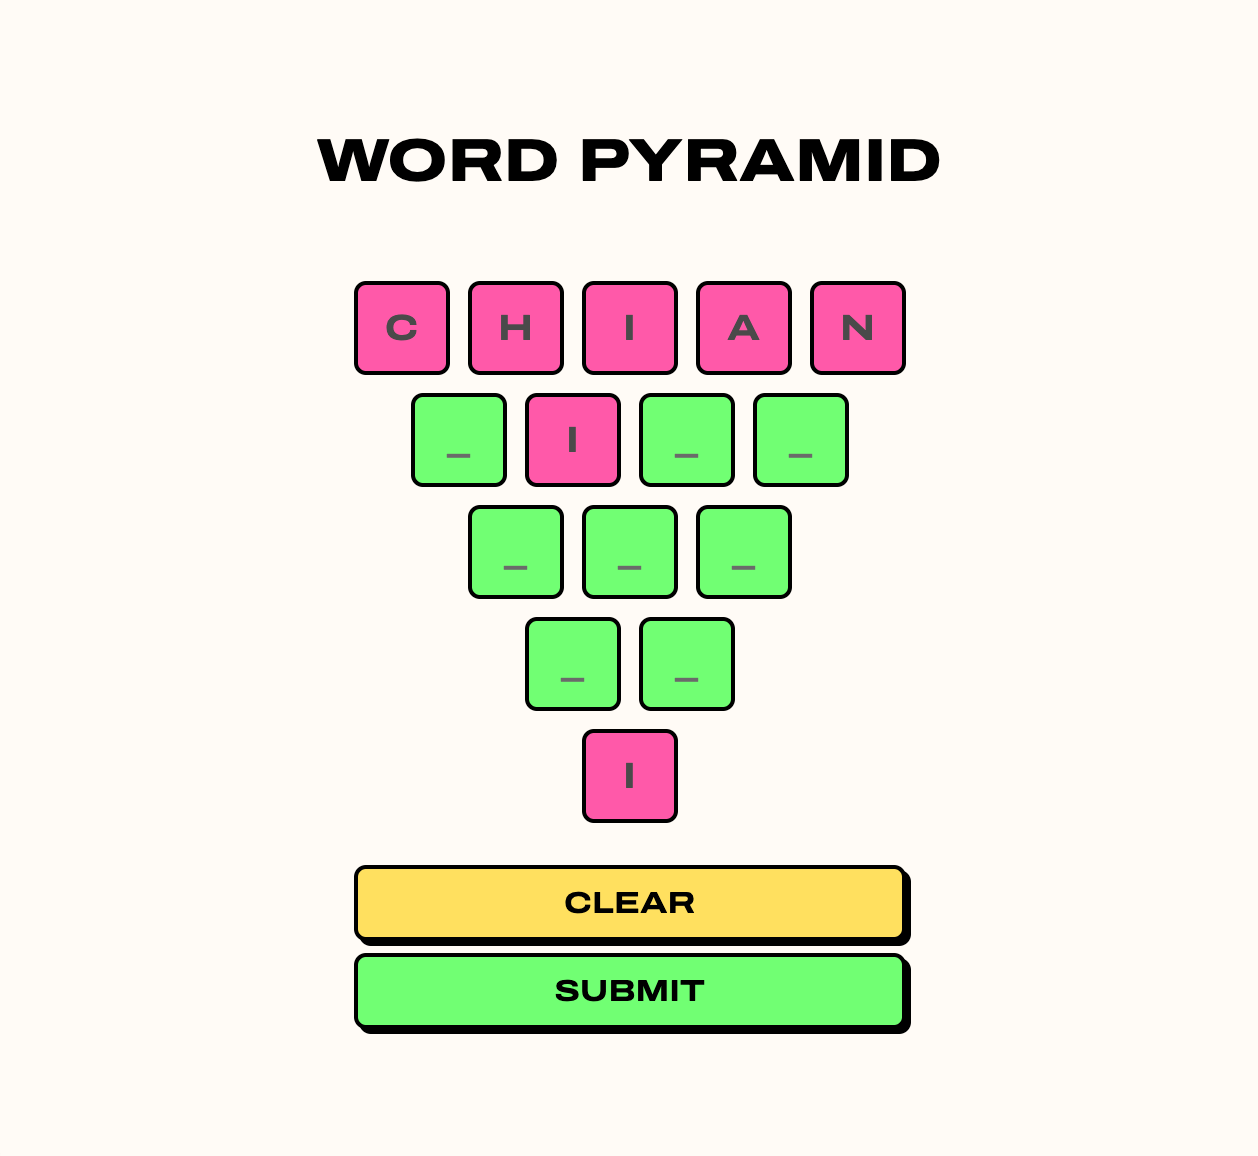 WORD PYRAMID
C H I A N
_ I _ _
_ _ _
_ _
I
CLEAR
SUBMIT